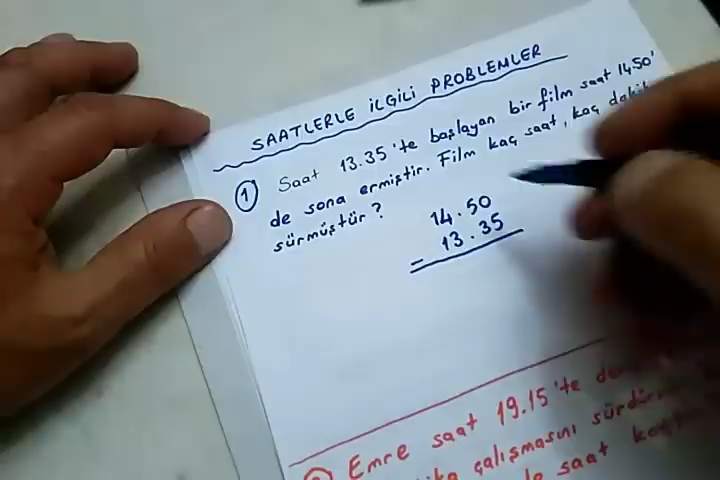 SAATLERLE İLGİLİ PROBLEMLER
1 Saat 13.35'te başlayan bir film saat 14.50'
de sona ermiştir. Film kaç saat, kaç
sürmüştür?
14.50
- 13.35
Emre saat 19.15'te
çalışmasını
saat